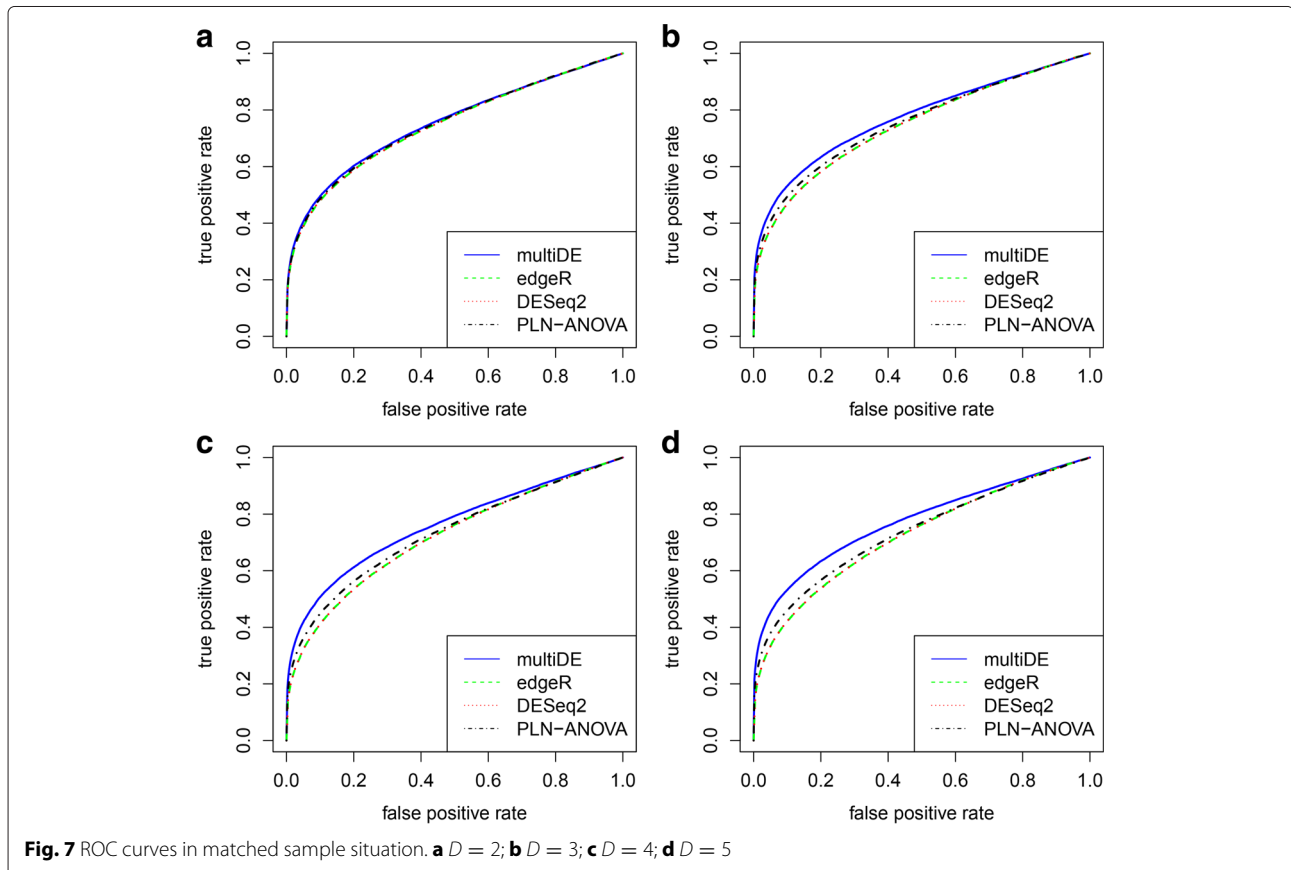 a
true positive rate
0.0 0.2 0.4 0.6 0.8 1.0
multiDE
edgeR
DESeq2
PLN−ANOVA
0.0 0.2 0.4 0.6 0.8 1.0
false positive rate
b
true positive rate
0.0 0.2 0.4 0.6 0.8 1.0
multiDE
edgeR
DESeq2
PLN−ANOVA
0.0 0.2 0.4 0.6 0.8 1.0
false positive rate
c
true positive rate
0.0 0.2 0.4 0.6 0.8 1.0
multiDE
edgeR
DESeq2
PLN−ANOVA
0.0 0.2 0.4 0.6 0.8 1.0
false positive rate
d
true positive rate
0.0 0.2 0.4 0.6 0.8 1.0
multiDE
edgeR
DESeq2
PLN−ANOVA
0.0 0.2 0.4 0.6 0.8 1.0
false positive rate
Fig. 7 ROC curves in matched sample situation. a D = 2; b D = 3; c D = 4; d D = 5